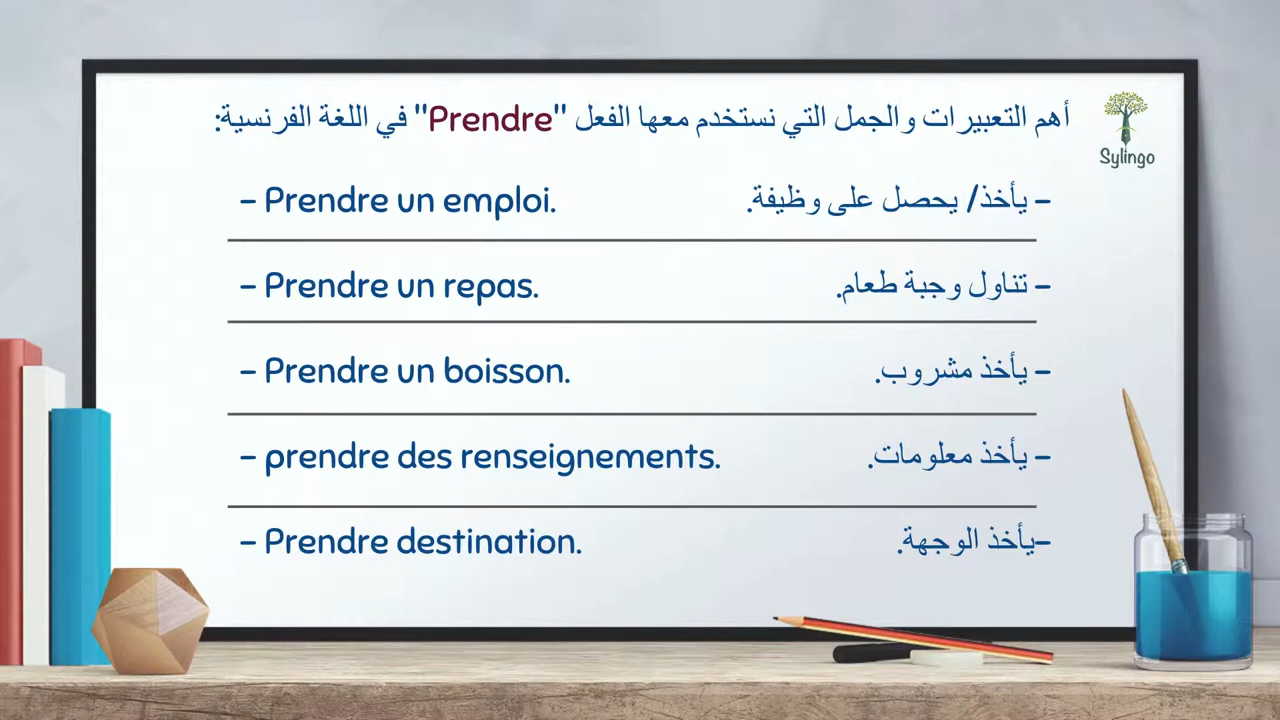 أهم التعبيرات والجمل التي نستخدم معها الفعل "Prendre" في اللغة الفرنسية:
Sylingo
– Prendre un emploi. – يأخذ/ يحصل على وظيفة.
– Prendre un repas. – تناول وجبة طعام.
– Prendre un boisson. – يأخذ مشروب.
– prendre des renseignements. – يأخذ معلومات.
– Prendre destination. –يأخذ الوجهة.